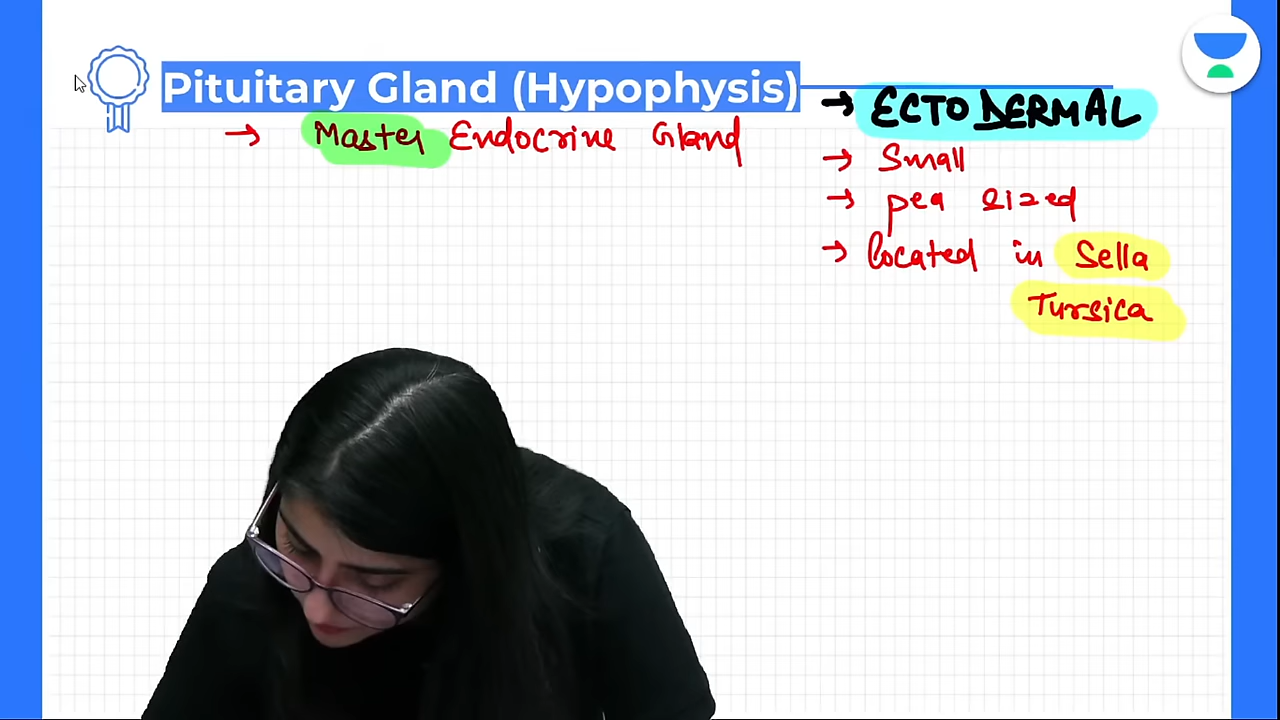 Pituitary Gland (Hypophysis)
→ Master Endocrine Gland
→ ECTODERMAL
→ Small
→ pea sized
→ located in Sella
Tursica